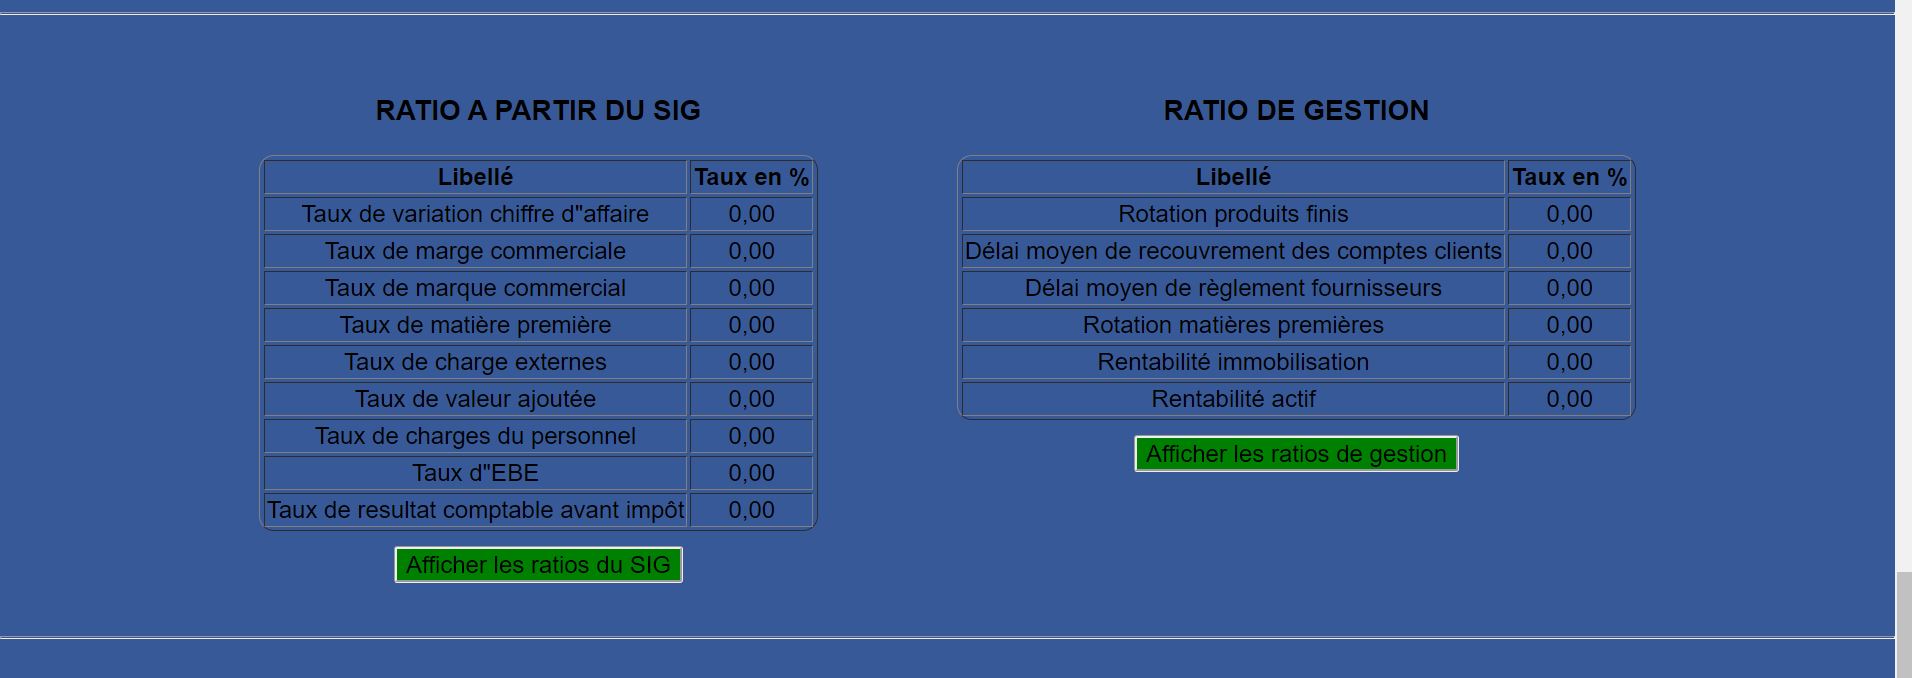 RATIO A PARTIR DU SIG
Libellé Taux en %
Taux de variation chiffre d"affaire 0,00
Taux de marge commerciale 0,00
Taux de marque commercial 0,00
Taux de matière première 0,00
Taux de charge externes 0,00
Taux de valeur ajoutée 0,00
Taux de charges du personnel 0,00
Taux d"EBE 0,00
Taux de resultat comptable avant impôt 0,00
Afficher les ratios du SIG
RATIO DE GESTION
Libellé Taux en %
Rotation produits finis 0,00
Délai moyen de recouvrement des comptes clients 0,00
Délai moyen de règlement fournisseurs 0,00
Rotation matières premières 0,00
Rentabilité immobilisation 0,00
Rentabilité actif 0,00
Afficher les ratios de gestion